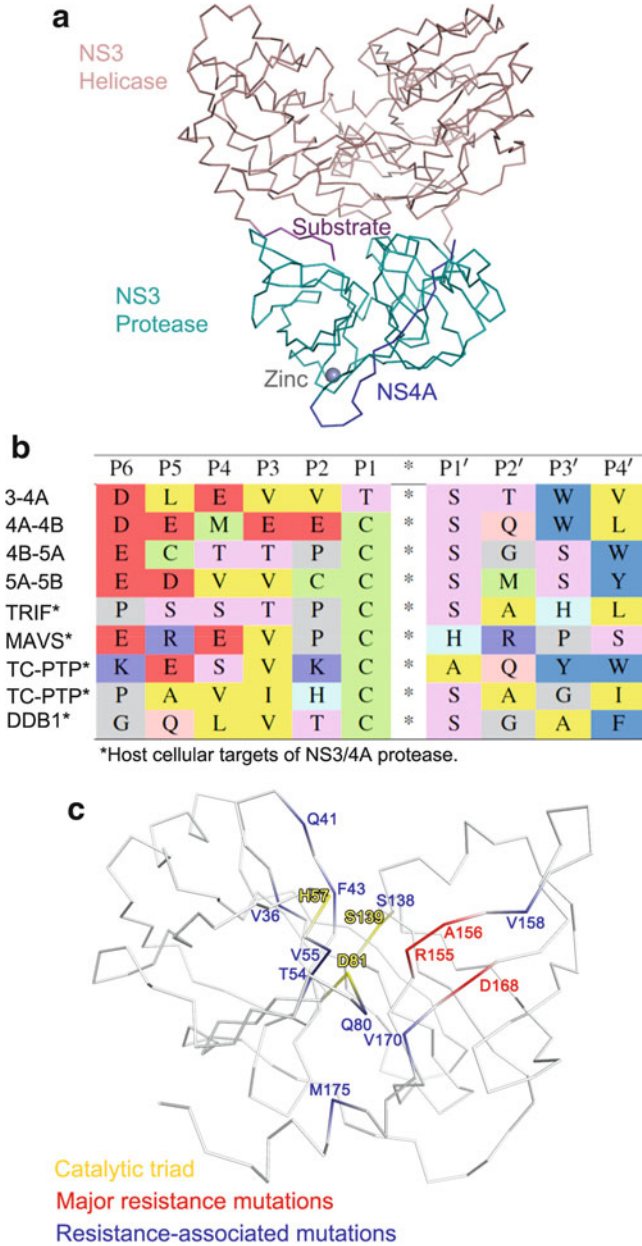 a
NS3
Helicase
Substrate
NS3
Protease
Zinc
NS4A
b
P6 P5 P4 P3 P2 P1 * P1′ P2′ P3′ P4′
3-4A D L E V V T * S T W V
4A-4B D E M E E C * S Q W L
4B-5A E C T T P C * S G S W
5A-5B E D V V C C * S M S Y
TRIF* P S S T P C * S A H L
MAVS* E R E V P C * H R P S
TC-PTP* K E S V K C * A Q Y W
TC-PTP* P A V I H C * S A G I
DDB1* G Q L V T C * S G A F
*Host cellular targets of NS3/4A protease.
c
Q41
H57
F43
S138
V36
S139
A156
V158
V55
D81
R155
T54
D168
Q80
V170
M175
Catalytic triad
Major resistance mutations
Resistance-associated mutations